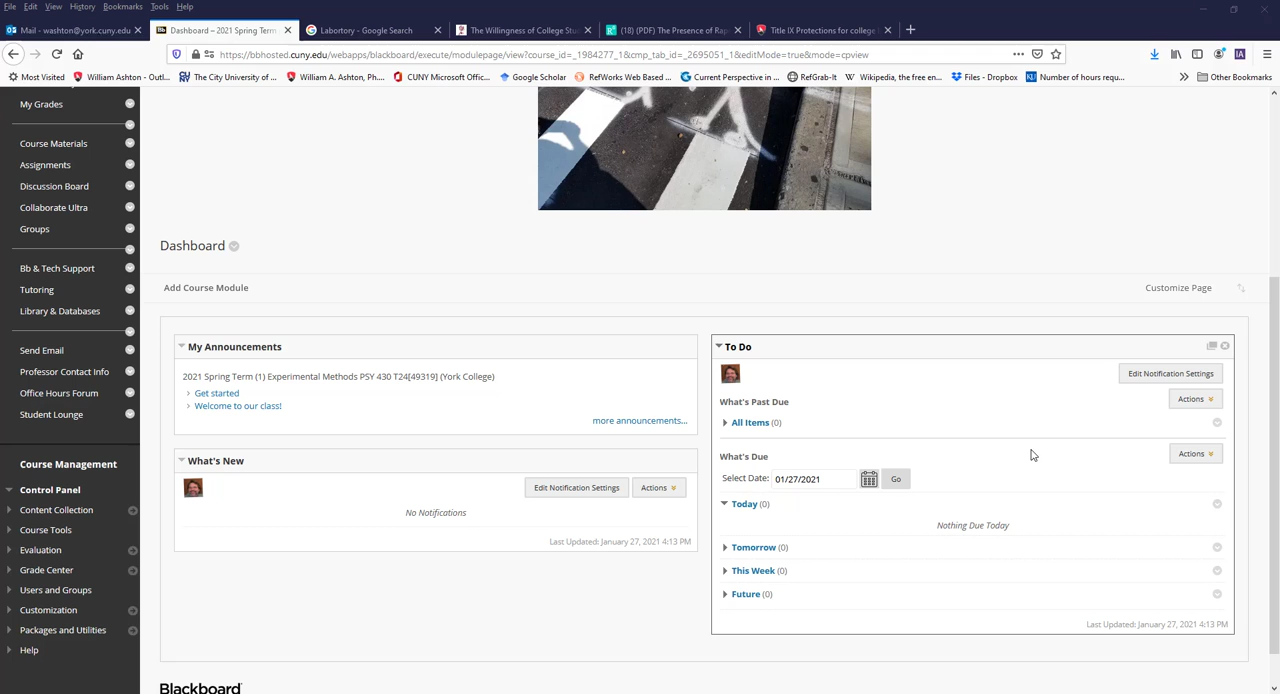 File Edit View History Bookmarks Tools Help
Mail - washton@york.cuny.edu
Dashboard – 2021 Spring Term
Labortory - Google Search
The Willingness of College Stu
(18) (PDF) The Presence of Rap
Title IX Protections for college
https://bbhosted.cuny.edu/webapps/blackboard/execute/modulepage/view?course_id=_1984277_1&cmp_tab_id=_2695051_1&editMode=true&mode=cpview
Most Visited
William Ashton - Outl...
The City University of ...
William A. Ashton, Ph...
CUNY Microsoft Offic...
Google Scholar
RefWorks Web Based ...
Current Perspective in ...
RefGrab-It
Wikipedia, the free en...
Files - Dropbox
Number of hours requ...
Other Bookmarks
My Grades
Course Materials
Assignments
Discussion Board
Collaborate Ultra
Groups
Bb & Tech Support
Tutoring
Library & Databases
Send Email
Professor Contact Info
Office Hours Forum
Student Lounge
Course Management
Control Panel
Content Collection
Course Tools
Evaluation
Grade Center
Users and Groups
Customization
Packages and Utilities
Help
Dashboard
Add Course Module
Customize Page
My Announcements
2021 Spring Term (1) Experimental Methods PSY 430 T24[49319] (York College)
Get started
Welcome to our class!
more announcements...
What's New
Edit Notification Settings
Actions
No Notifications
Last Updated: January 27, 2021 4:13 PM
To Do
Edit Notification Settings
What's Past Due
Actions
All Items (0)
What's Due
Actions
Select Date: 01/27/2021 Go
Today (0)
Nothing Due Today
Tomorrow (0)
This Week (0)
Future (0)
Last Updated: January 27, 2021 4:13 PM
Blackboard